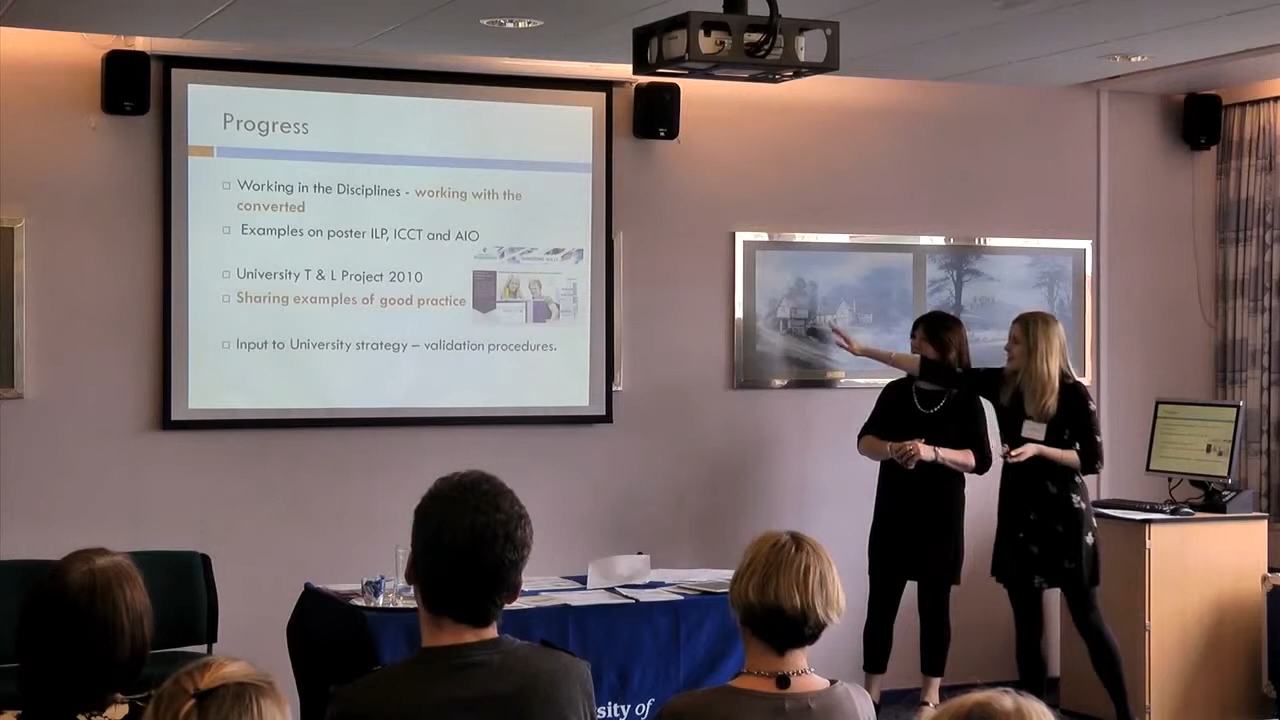 Progress
Working in the Disciplines - working with the
converted
Examples on poster ILP, ICCT and AIO
University T & L Project 2010
Sharing examples of good practice
Input to University strategy – validation procedures.
sity of